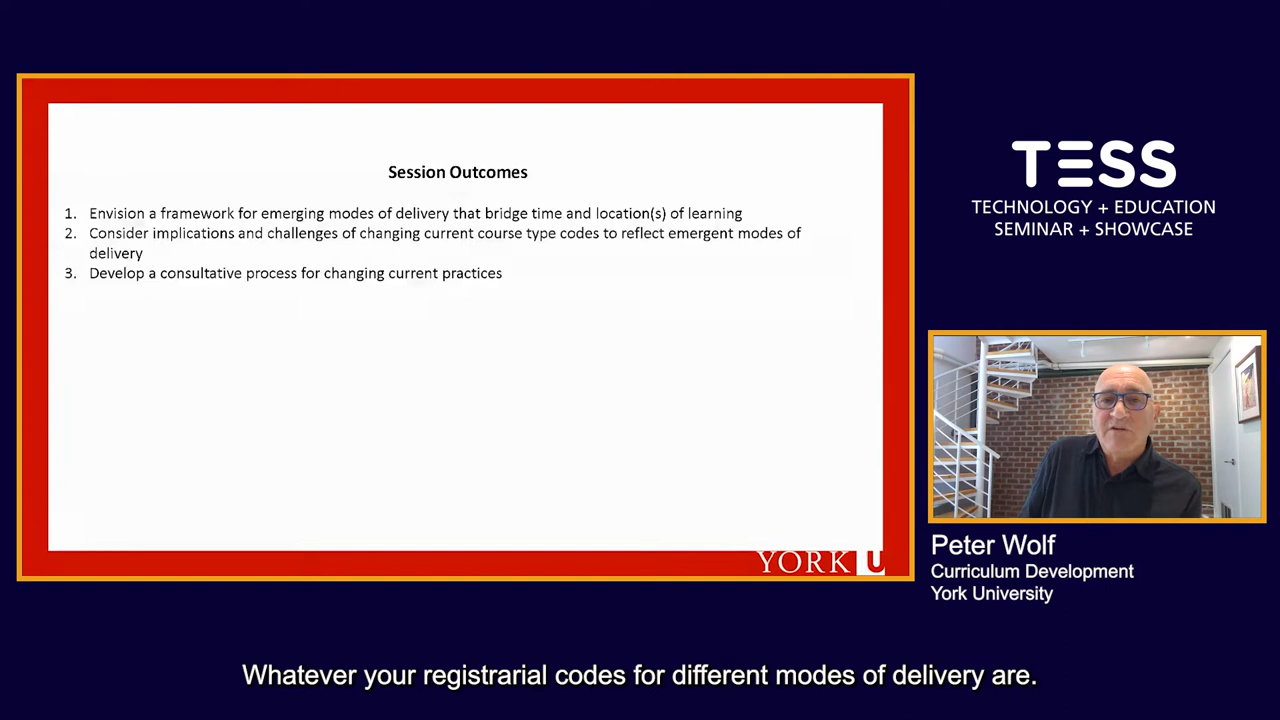 Session Outcomes
1. Envision a framework for emerging modes of delivery that bridge time and location(s) of learning
2. Consider implications and challenges of changing current course type codes to reflect emergent modes of
delivery
3. Develop a consultative process for changing current practices
YORK U
TESS
TECHNOLOGY + EDUCATION
SEMINAR + SHOWCASE
Peter Wolf
Curriculum Development
York University
Whatever your registrarial codes for different modes of delivery are.